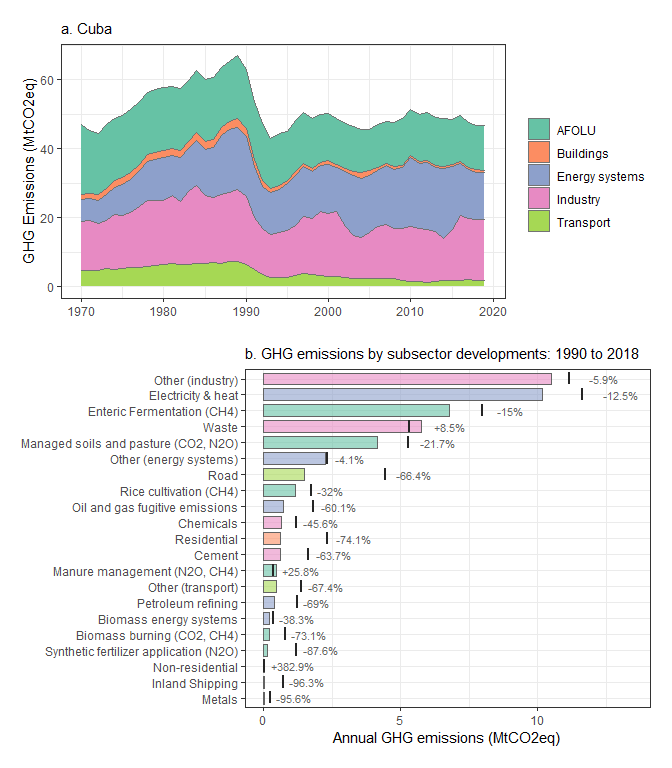 a. Cuba
GHG Emissions (MtCO2eq)
60
40
20
0
1970
1980
1990
2000
2010
2020
AFOLU
Buildings
Energy systems
Industry
Transport
b. GHG emissions by subsector developments: 1990 to 2018
Other (industry) -5.9%
Electricity & heat -12.5%
Enteric Fermentation (CH4) -15%
Waste +8.5%
Managed soils and pasture (CO2, N2O) -21.7%
Other (energy systems) -4.1%
Road -66.4%
Rice cultivation (CH4) -32%
Oil and gas fugitive emissions -60.1%
Chemicals -45.6%
Residential -74.1%
Cement -63.7%
Manure management (N2O, CH4) +25.8%
Other (transport) -67.4%
Petroleum refining -69%
Biomass energy systems -38.3%
Biomass burning (CO2, CH4) -73.1%
Synthetic fertilizer application (N2O) -87.6%
Non-residential +382.9%
Inland Shipping -96.3%
Metals -95.6%
0
5
10
Annual GHG emissions (MtCO2eq)